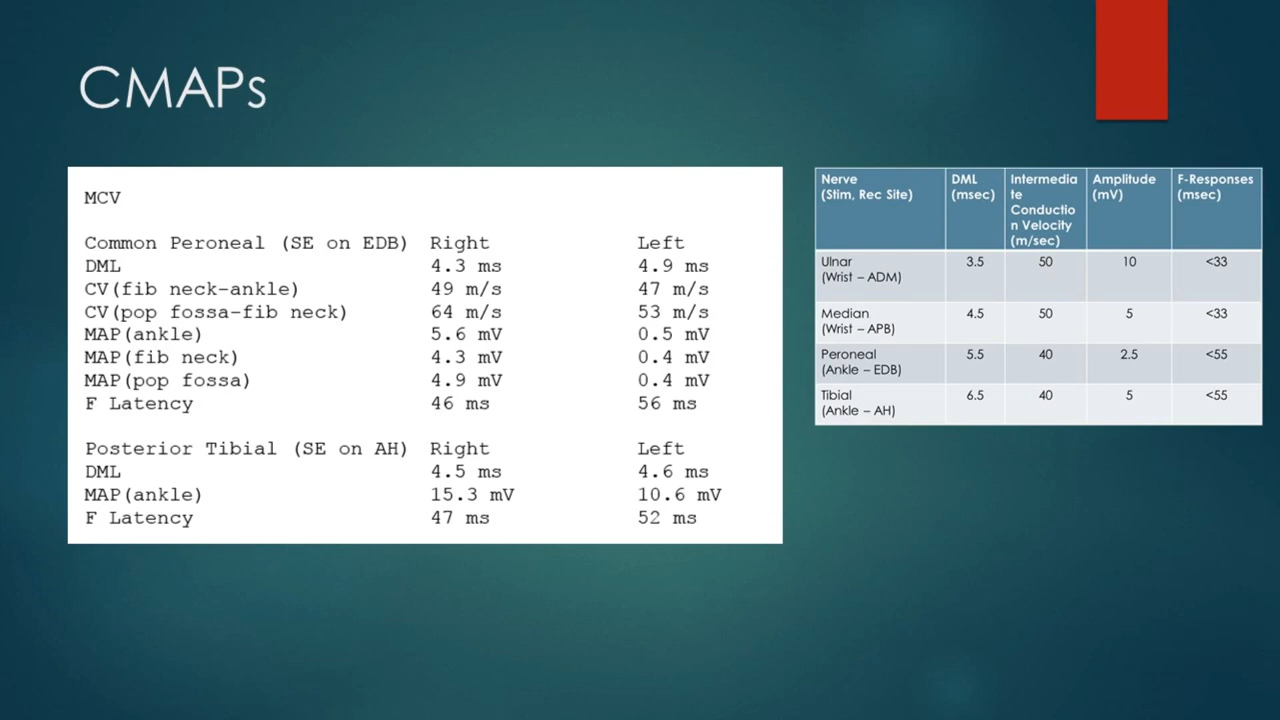 CMAPs
MCV
Common Peroneal (SE on EDB) Right Left
DML 4.3 ms 4.9 ms
CV(fib neck-ankle) 49 m/s 47 m/s
CV(pop fossa-fib neck) 64 m/s 53 m/s
MAP(ankle) 5.6 mV 0.5 mV
MAP(fib neck) 4.3 mV 0.4 mV
MAP(pop fossa) 4.9 mV 0.4 mV
F Latency 46 ms 56 ms
Posterior Tibial (SE on AH) Right Left
DML 4.5 ms 4.6 ms
MAP(ankle) 15.3 mV 10.6 mV
F Latency 47 ms 52 ms
Nerve
(Stim, Rec Site)
DML
(msec)
Intermedia
te
Conductio
n Velocity
(m/sec)
Amplitude
(mV)
F-Responses
(msec)
Ulnar 3.5 50 10 <33
(Wrist – ADM)
Median 4.5 50 5 <33
(Wrist – APB)
Peroneal 5.5 40 2.5 <55
(Ankle – EDB)
Tibial 6.5 40 5 <55
(Ankle – AH)